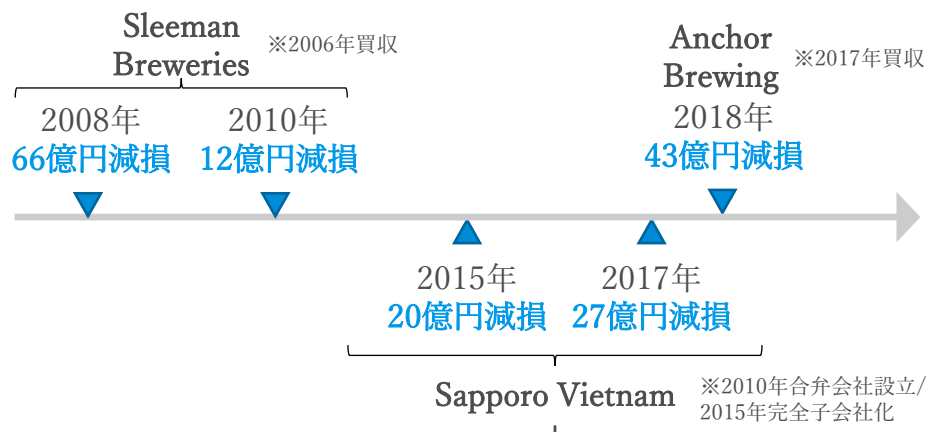 Sleeman
Breweries
※2006年買収
2008年
66億円減損
2010年
12億円減損
Anchor
Brewing
※2017年買収
2018年
43億円減損
2015年
20億円減損
2017年
27億円減損
Sapporo Vietnam
※2010年合弁会社設立/
2015年完全子会社化